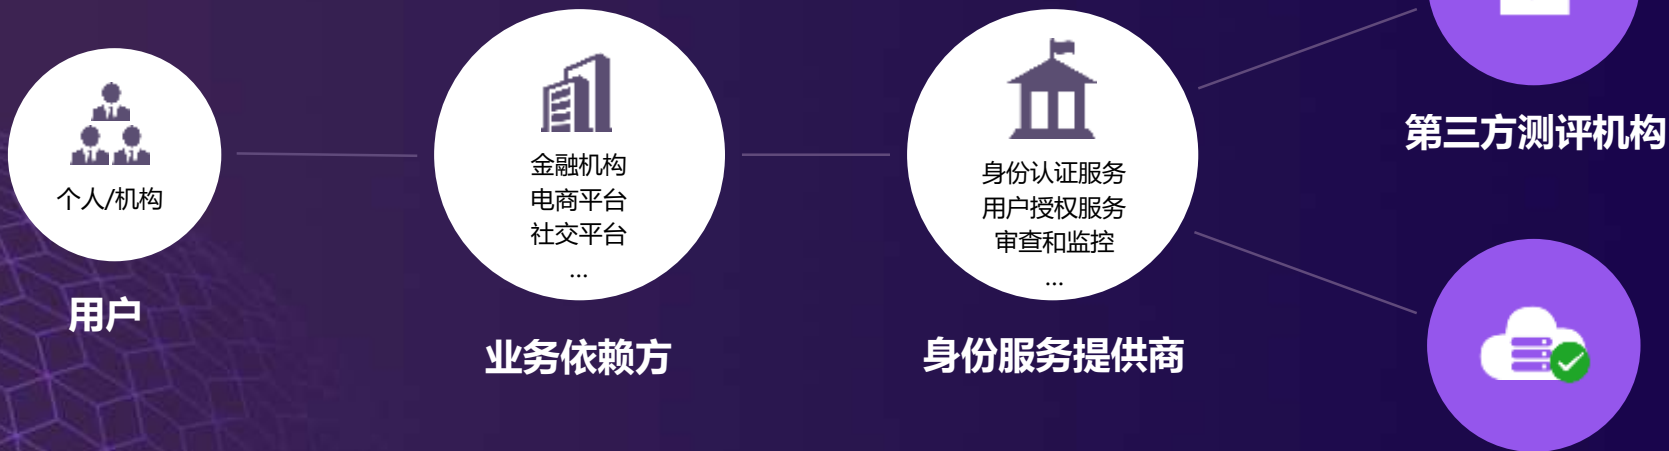 个人/机构
用户
金融机构
电商平台
社交平台
...
业务依赖方
身份认证服务
用户授权服务
审查和监控
...
身份服务提供商
第三方测评机构